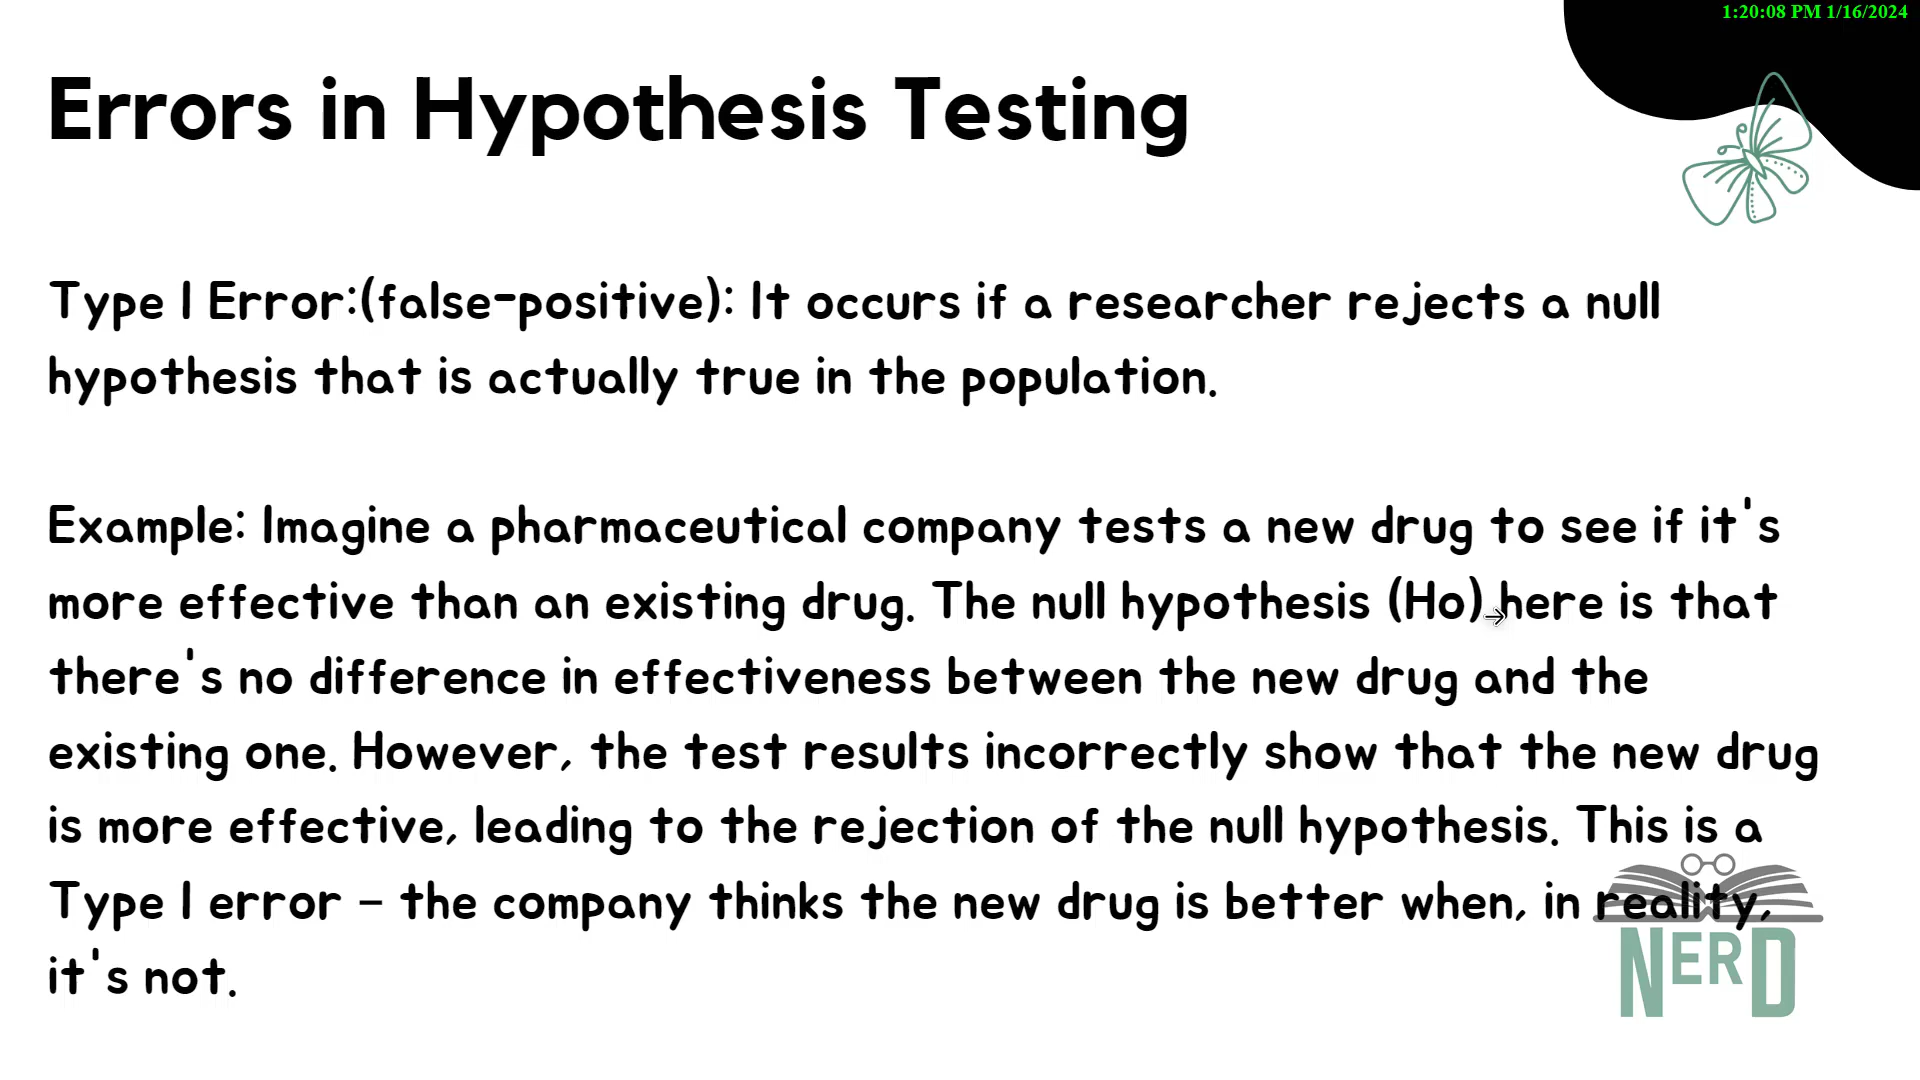 1:20:08 PM 1/16/2024
Errors in Hypothesis Testing
Type I Error:(false-positive): It occurs if a researcher rejects a null
hypothesis that is actually true in the population.
Example: Imagine a pharmaceutical company tests a new drug to see if it's
more effective than an existing drug. The null hypothesis (Ho) here is that
there's no difference in effectiveness between the new drug and the
existing one. However, the test results incorrectly show that the new drug
is more effective, leading to the rejection of the null hypothesis. This is a
Type I error – the company thinks the new drug is better when, in reality,
it's not.
NERD